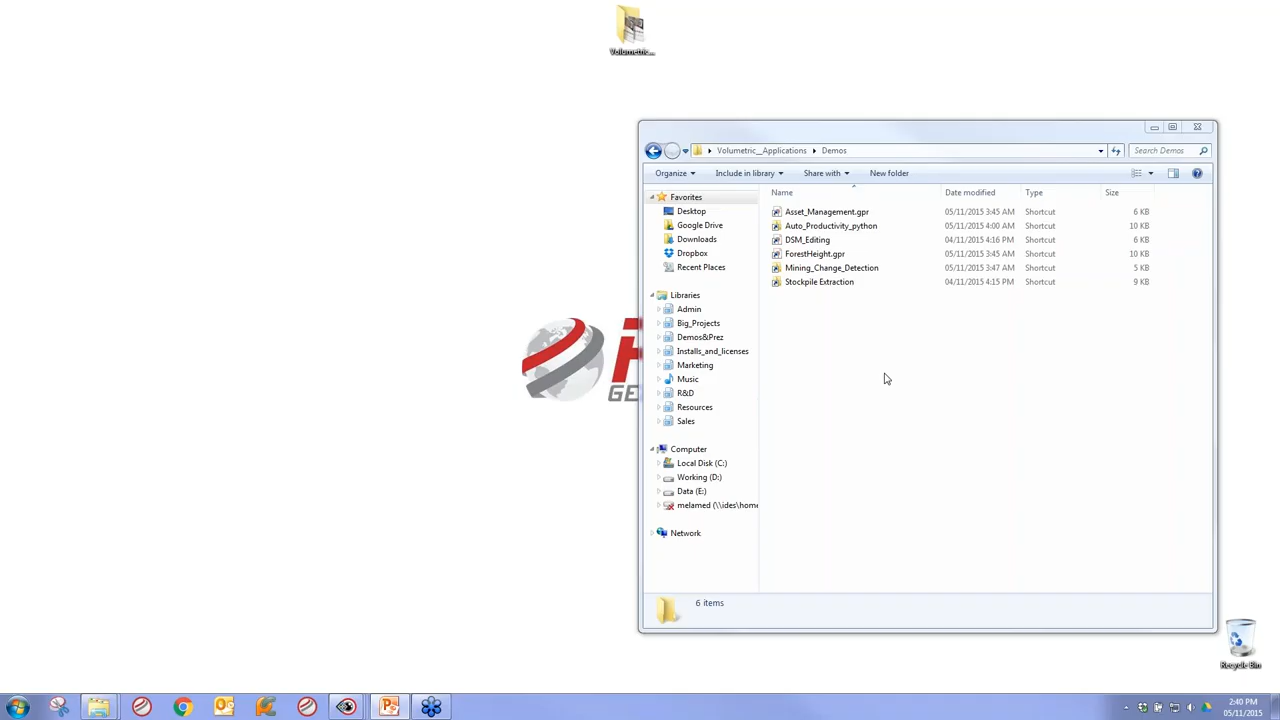 Volumetric...
Volumetric__Applications
Demos
Search Demos
Organize
Include in library
Share with
New folder
Name
Date modified
Type
Size
Favorites
Desktop
Google Drive
Downloads
Dropbox
Recent Places
Libraries
Admin
Big_Projects
Demos&Prez
Installs_and_licenses
Marketing
Music
R&D
Resources
Sales
Computer
Local Disk (C:)
Working (D:)
Data (E:)
melamed (\\ides\home
Network
Asset_Management.gpr 05/11/2015 3:45 AM Shortcut 6 KB
Auto_Productivity_python 05/11/2015 4:00 AM Shortcut 10 KB
DSM_Editing 04/11/2015 4:16 PM Shortcut 6 KB
ForestHeight.gpr 05/11/2015 3:45 AM Shortcut 10 KB
Mining_Change_Detection 05/11/2015 3:47 AM Shortcut 5 KB
Stockpile Extraction 04/11/2015 4:15 PM Shortcut 9 KB
GE
6 items
Recycle Bin
2:40 PM
05/11/2015